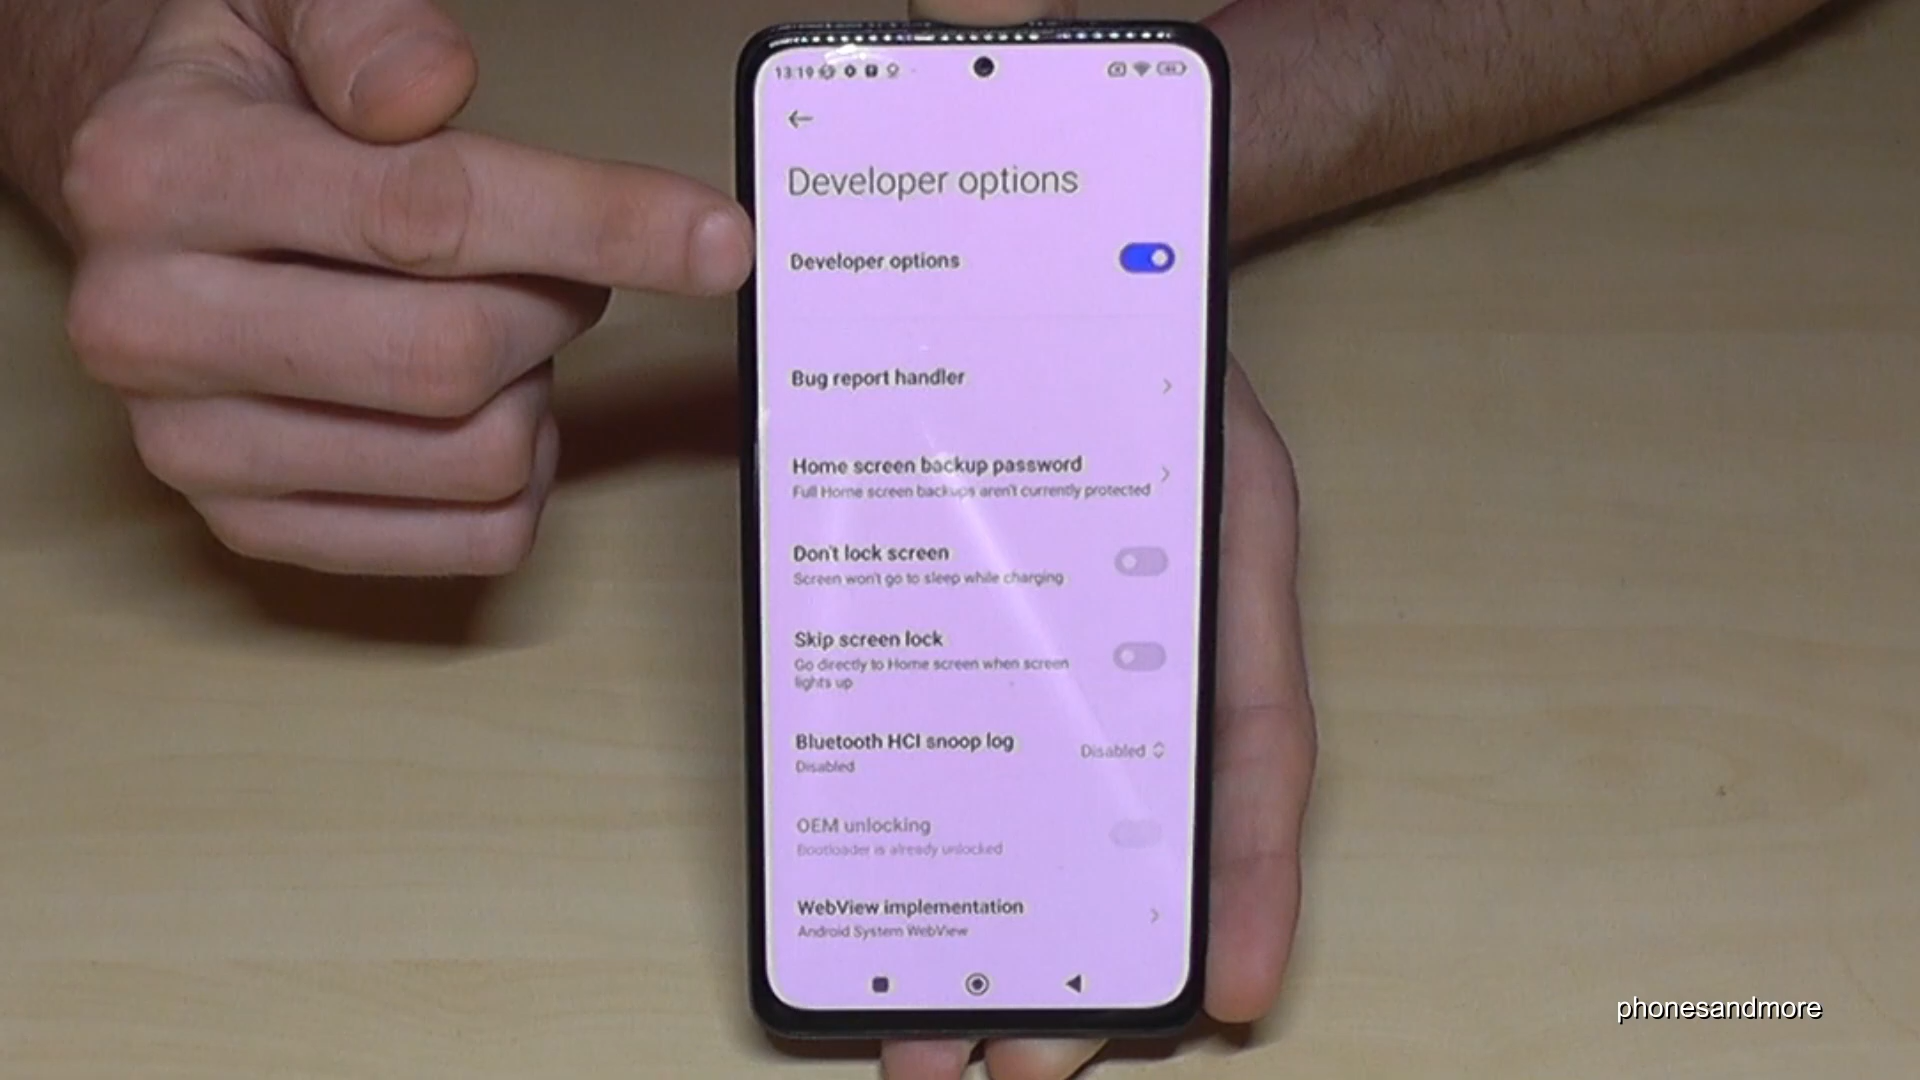 13:19
Developer options
Developer options
Bug report handler
Home screen backup password
Full Home screen backups aren't currently protected
Don't lock screen
Screen won't go to sleep while charging
Skip screen lock
Go directly to Home screen when screen
lights up
Bluetooth HCI snoop log
Disabled
Disabled
OEM unlocking
Bootloader is already unlocked
WebView implementation
Android System WebView
phonesandmore